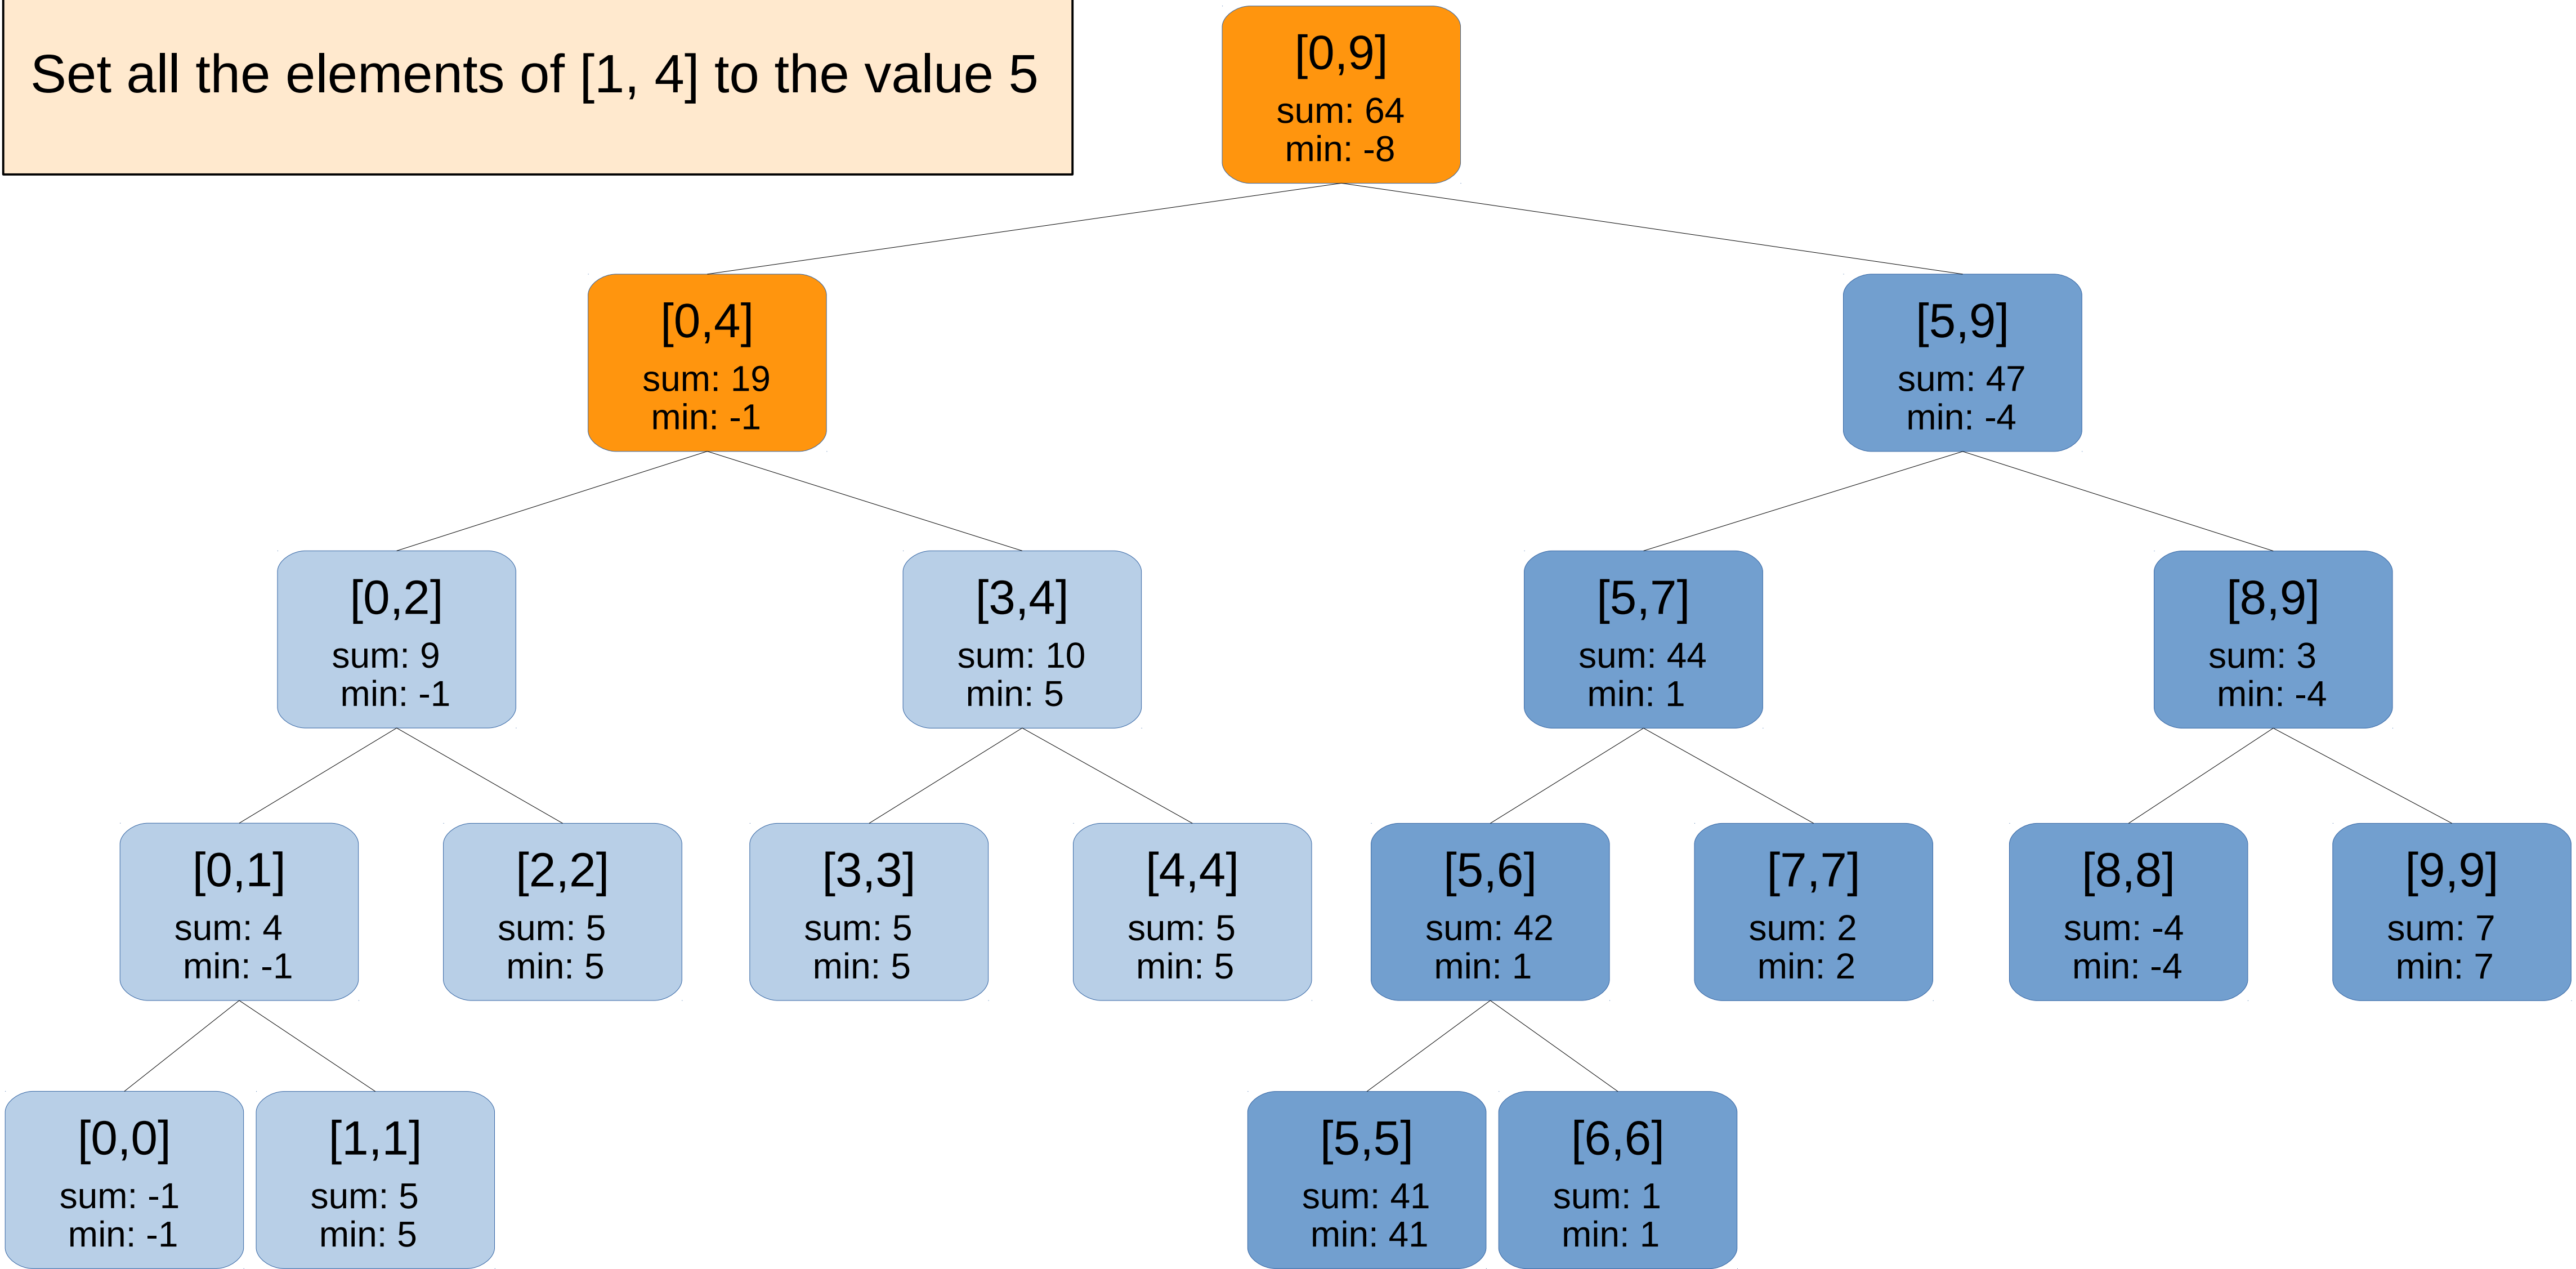 Set all the elements of [1, 4] to the value 5
[0,9]
sum: 64
min: -8
[0,4]
sum: 19
min: -1
[5,9]
sum: 47
min: -4
[0,2]
sum: 9
min: -1
[3,4]
sum: 10
min: 5
[5,7]
sum: 44
min: 1
[8,9]
sum: 3
min: -4
[0,1]
sum: 4
min: -1
[2,2]
sum: 5
min: 5
[3,3]
sum: 5
min: 5
[4,4]
sum: 5
min: 5
[5,6]
sum: 42
min: 1
[7,7]
sum: 2
min: 2
[8,8]
sum: -4
min: -4
[9,9]
sum: 7
min: 7
[0,0]
sum: -1
min: -1
[1,1]
sum: 5
min: 5
[5,5]
sum: 41
min: 41
[6,6]
sum: 1
min: 1